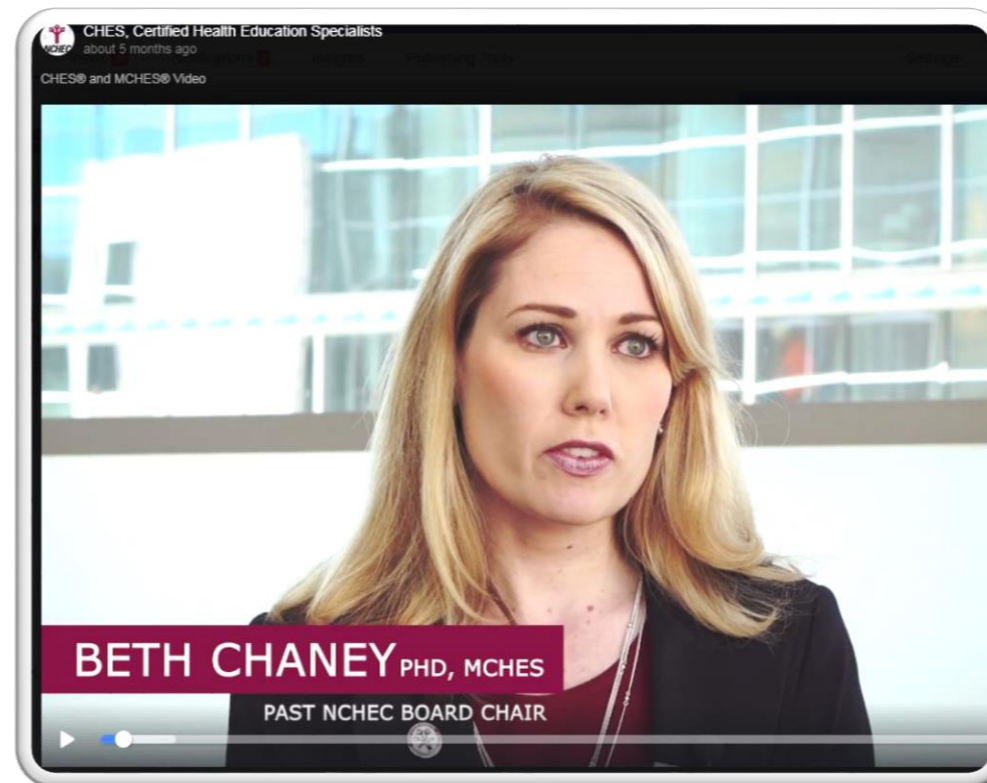 CHES, Certified Health Education Specialists
NCHEC
about 5 months ago
CHES® and MCHES® Video
BETH CHANEY PHD, MCHES
PAST NCHEC BOARD CHAIR